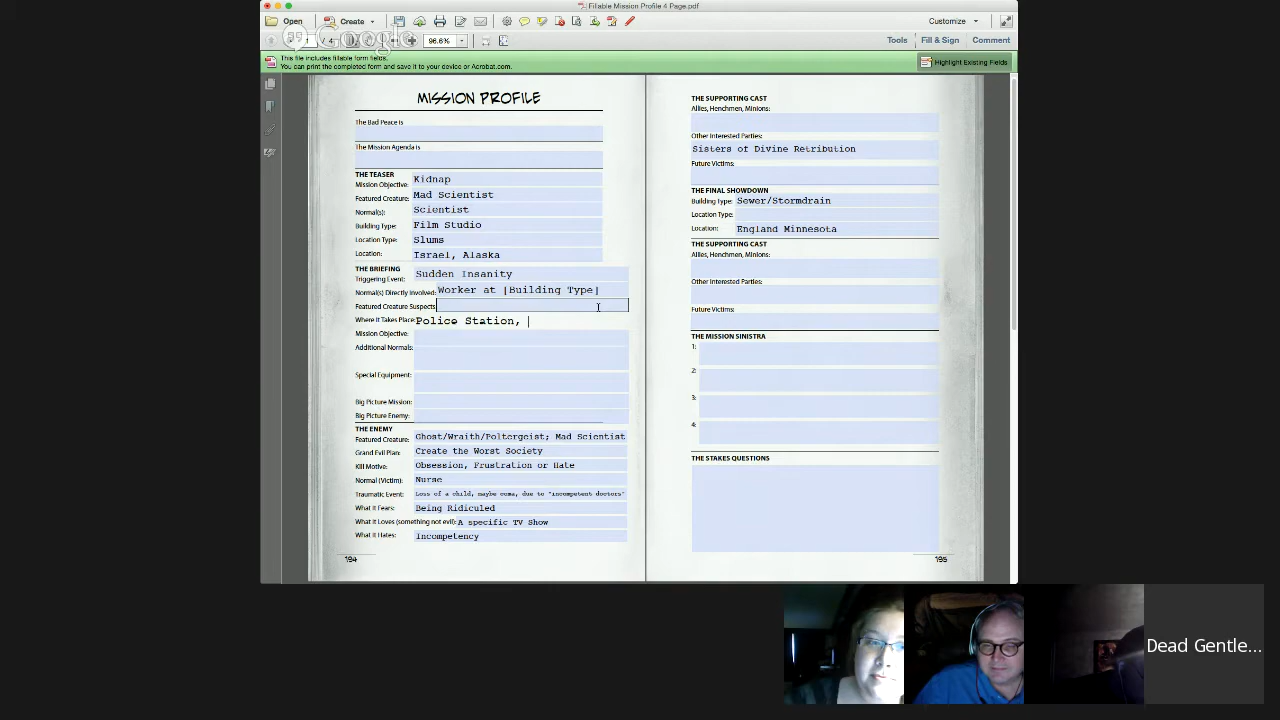 Fillable Mission Profile 4 Page.pdf
Open
Create
Customize
1 / 4
96.6%
Google
Tools
Fill & Sign
Comment
This file includes fillable form fields.
You can print the completed form and save it to your device or Acrobat.com.
Highlight Existing Fields
MISSION PROFILE
The Bad Peace is
The Mission Agenda is
THE TEASER
Mission Objective: Kidnap
Featured Creature: Mad Scientist
Normal(s): Scientist
Building Type: Film Studio
Location Type: Slums
Location: Israel, Alaska
THE BRIEFING
Triggering Event: Sudden Insanity
Normal(s) Directly Involved: Worker at [Building Type]
Featured Creature Suspects:
Where It Takes Place: Police Station,
Mission Objective:
Additional Normals:
Special Equipment:
Big Picture Mission:
Big Picture Enemy:
THE ENEMY
Featured Creature: Ghost/Wraith/Poltergeist; Mad Scientist
Grand Evil Plan: Create the Worst Society
Kill Motive: Obsession, Frustration or Hate
Normal (Victim): Nurse
Traumatic Event: Loss of a child, maybe coma, due to "incompetent doctors"
What It Fears: Being Ridiculed
What It Loves (something not evil): A specific TV Show
What It Hates: Incompetency
194
THE SUPPORTING CAST
Allies, Henchmen, Minions:
Other Interested Parties:
Sisters of Divine Retribution
Future Victims:
THE FINAL SHOWDOWN
Building Type: Sewer/Stormdrain
Location Type:
Location: England Minnesota
THE SUPPORTING CAST
Allies, Henchmen, Minions:
Other Interested Parties:
Future Victims:
THE MISSION SINISTRA
1:
2:
3:
4:
THE STAKES QUESTIONS
195
Dead Gentle...